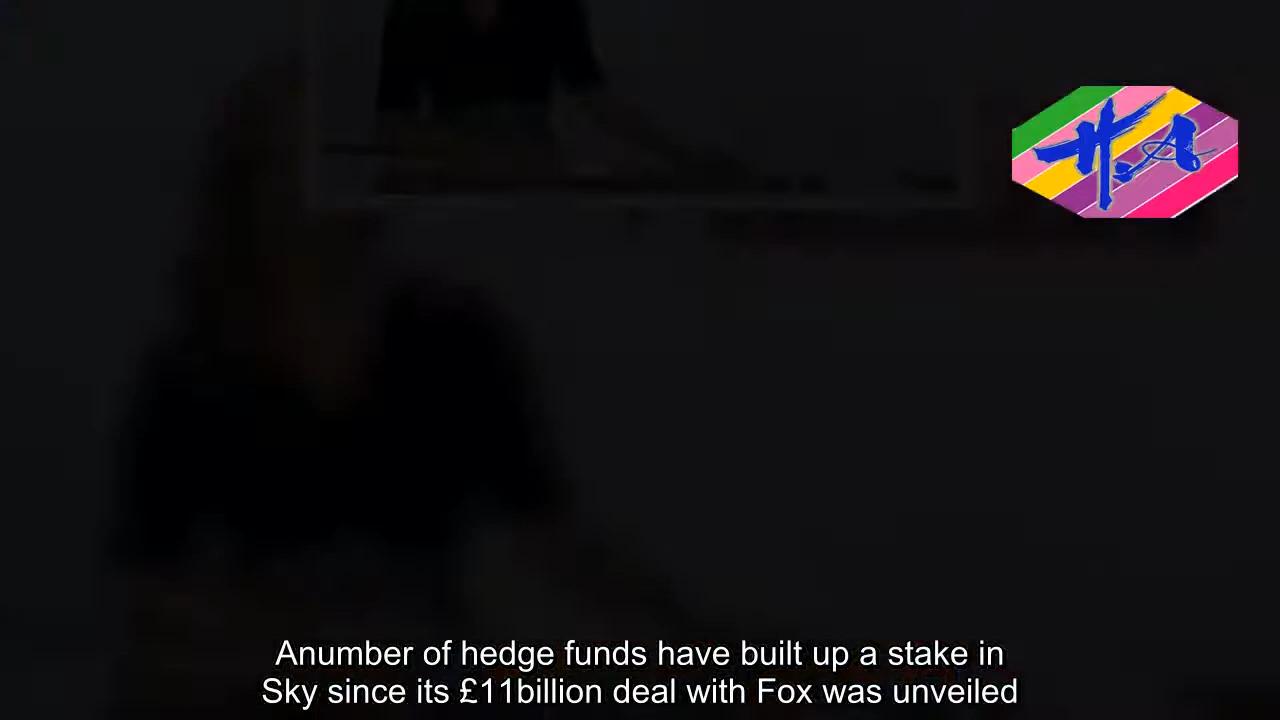 H.A
Anumber of hedge funds have built up a stake in
Sky since its £11billion deal with Fox was unveiled